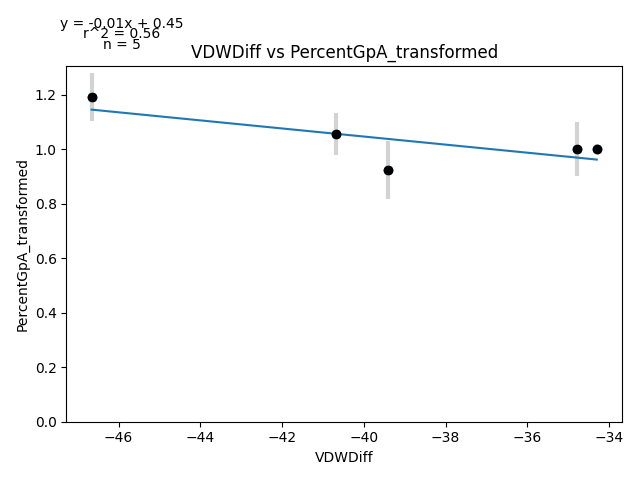 y = -0.01x + 0.45
r^2 = 0.56
n = 5
VDWDiff vs PercentGpA_transformed
PercentGpA_transformed
1.2
1.0
0.8
0.6
0.4
0.2
0.0
−46
−44
−42
−40
−38
−36
−34
VDWDiff